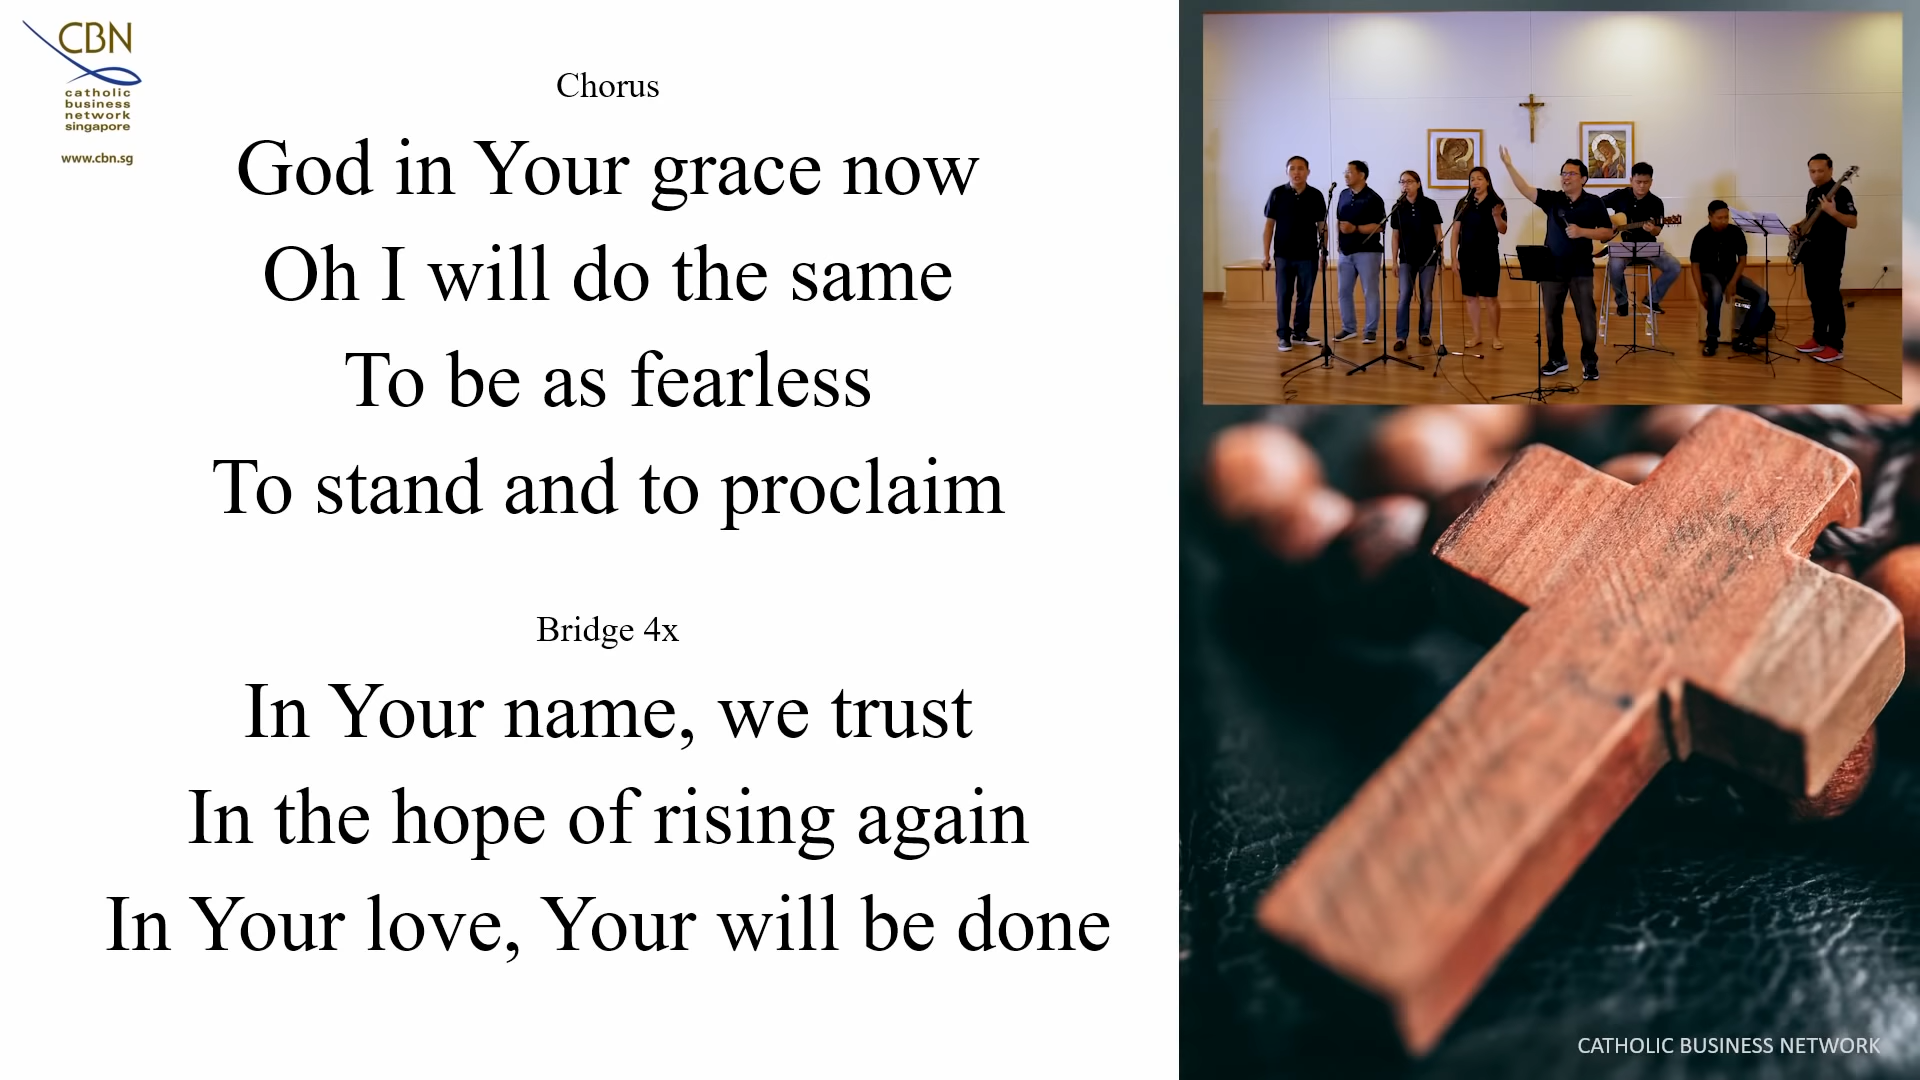 CBN
catholic
business
network
singapore
www.cbn.sg
Chorus
God in Your grace now
Oh I will do the same
To be as fearless
To stand and to proclaim
Bridge 4x
In Your name, we trust
In the hope of rising again
In Your love, Your will be done
CATHOLIC BUSINESS NETWORK